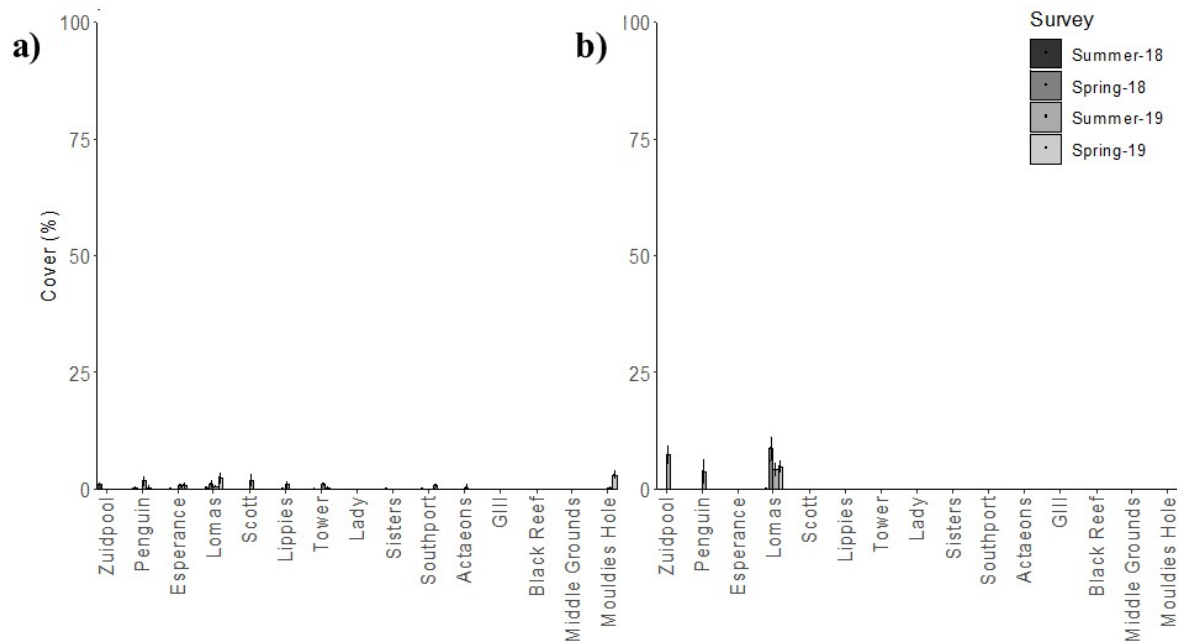 a)
100
75
50
25
0
Cover (%)
Zuidpool
Penguin
Esperance
Lomas
Scott
Lippies
Tower
Lady
Sisters
Southport
Actaeons
GIII
Black Reef
Middle Grounds
Mouldies Hole
b)
100
75
50
25
0
Zuidpool
Penguin
Esperance
Lomas
Scott
Lippies
Tower
Lady
Sisters
Southport
Actaeons
GIII
Black Reef
Middle Grounds
Mouldies Hole
Survey
Summer-18
Spring-18
Summer-19
Spring-19